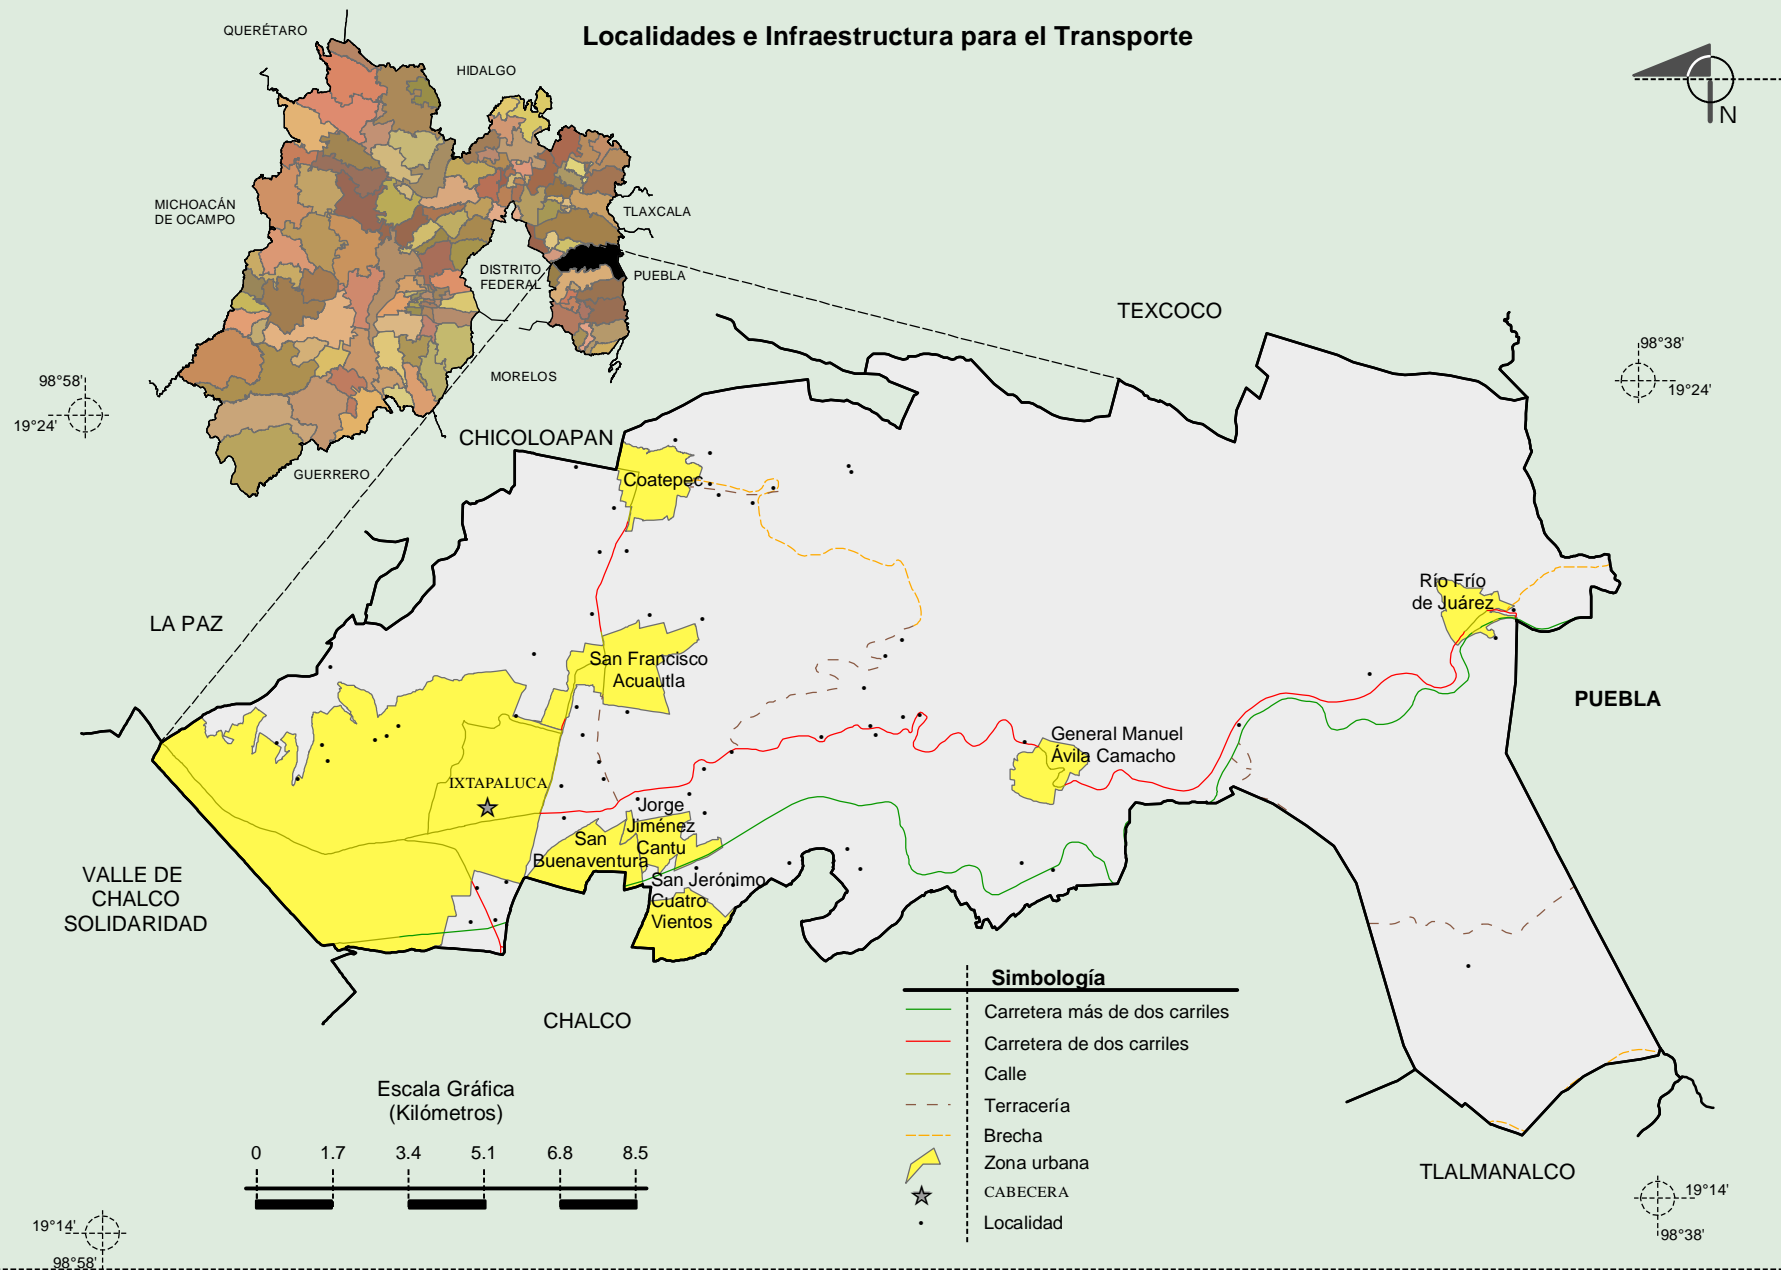 Localidades e Infraestructura para el Transporte
QUERÉTARO
HIDALGO
MICHOACÁN
DE OCAMPO
TLAXCALA
DISTRITO
FEDERAL
PUEBLA
MORELOS
GUERRERO
N
98°58'
19°24'
98°38'
19°24'
TEXCOCO
CHICOLOAPAN
Coatepec
LA PAZ
San Francisco
Acuautla
Río Frío
de Juárez
PUEBLA
General Manuel
Ávila Camacho
IXTAPALUCA
Jorge
Jiménez
Cantu
San
Buenaventura
San Jerónimo
Cuatro
Vientos
VALLE DE
CHALCO
SOLIDARIDAD
CHALCO
TLALMANALCO
Simbología
Carretera más de dos carriles
Carretera de dos carriles
Calle
Terracería
Brecha
Zona urbana
CABECERA
Localidad
Escala Gráfica
(Kilómetros)
0 1.7 3.4 5.1 6.8 8.5
19°14'
98°58'
19°14'
98°38'